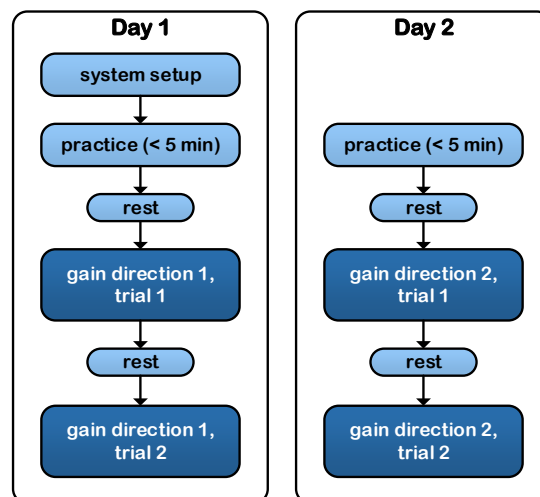 Day 1
system setup
practice (< 5 min)
rest
gain direction 1,
trial 1
rest
gain direction 1,
trial 2
Day 2
practice (< 5 min)
rest
gain direction 2,
trial 1
rest
gain direction 2,
trial 2